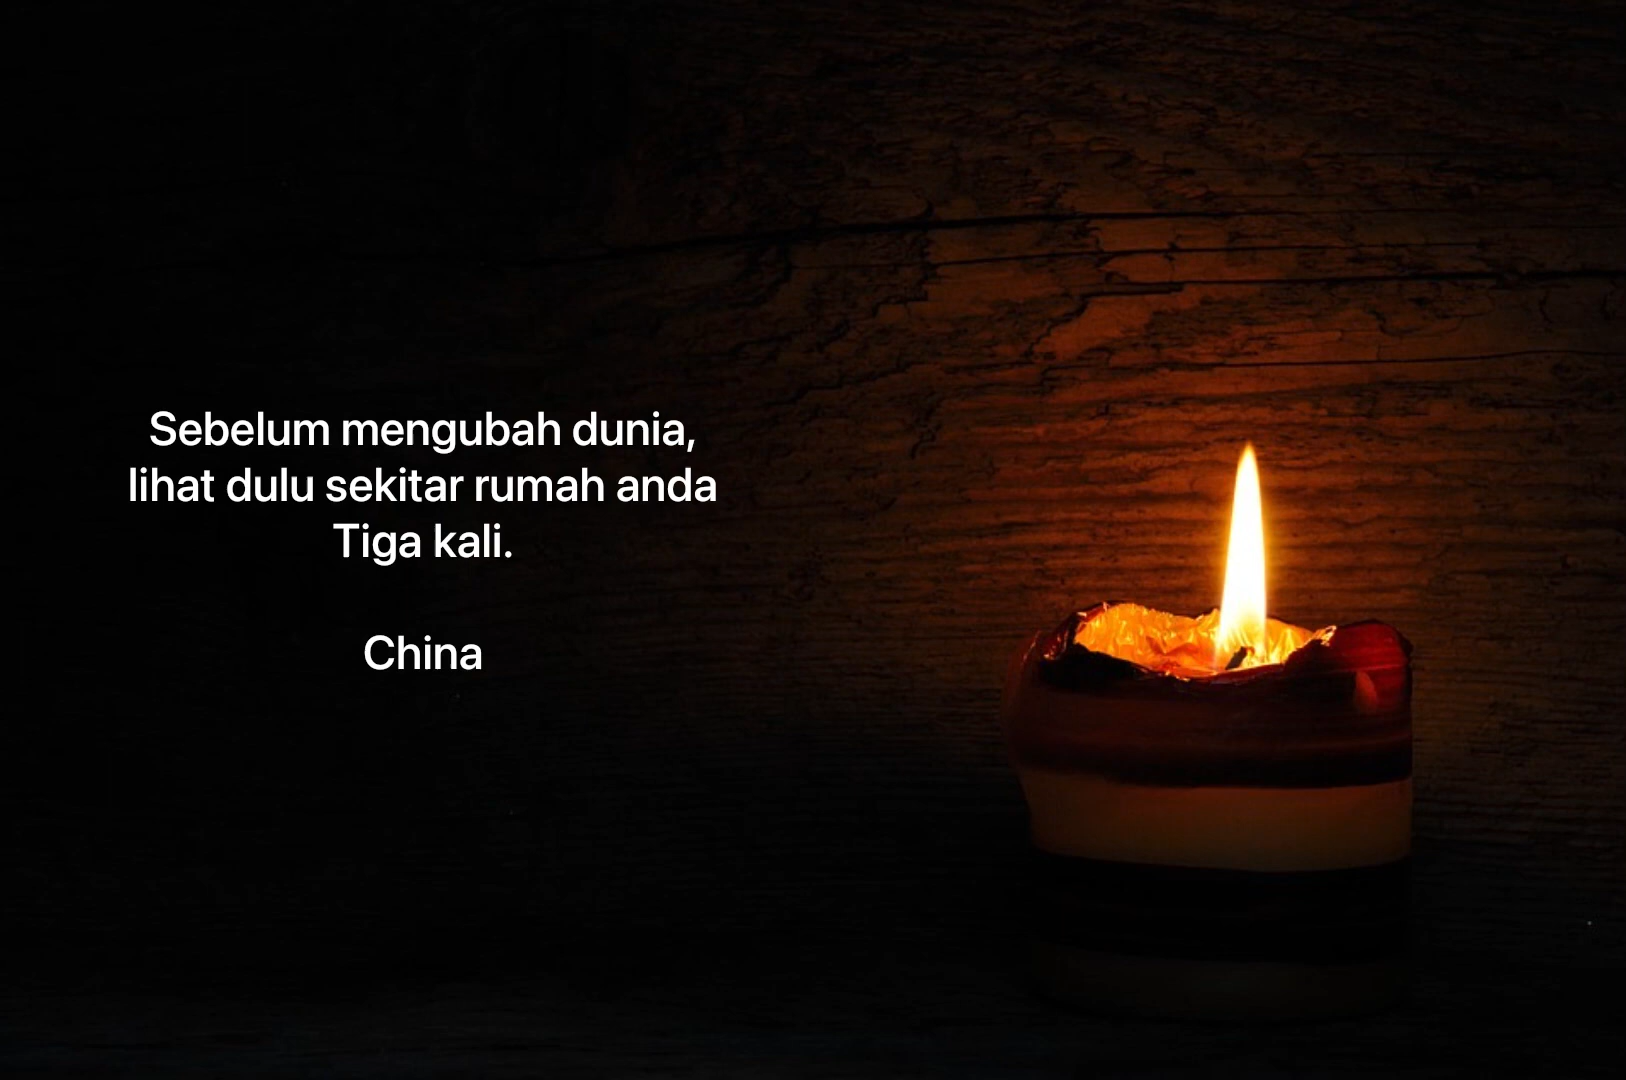 Sebelum mengubah dunia,
lihat dulu sekitar rumah anda
Tiga kali.
China